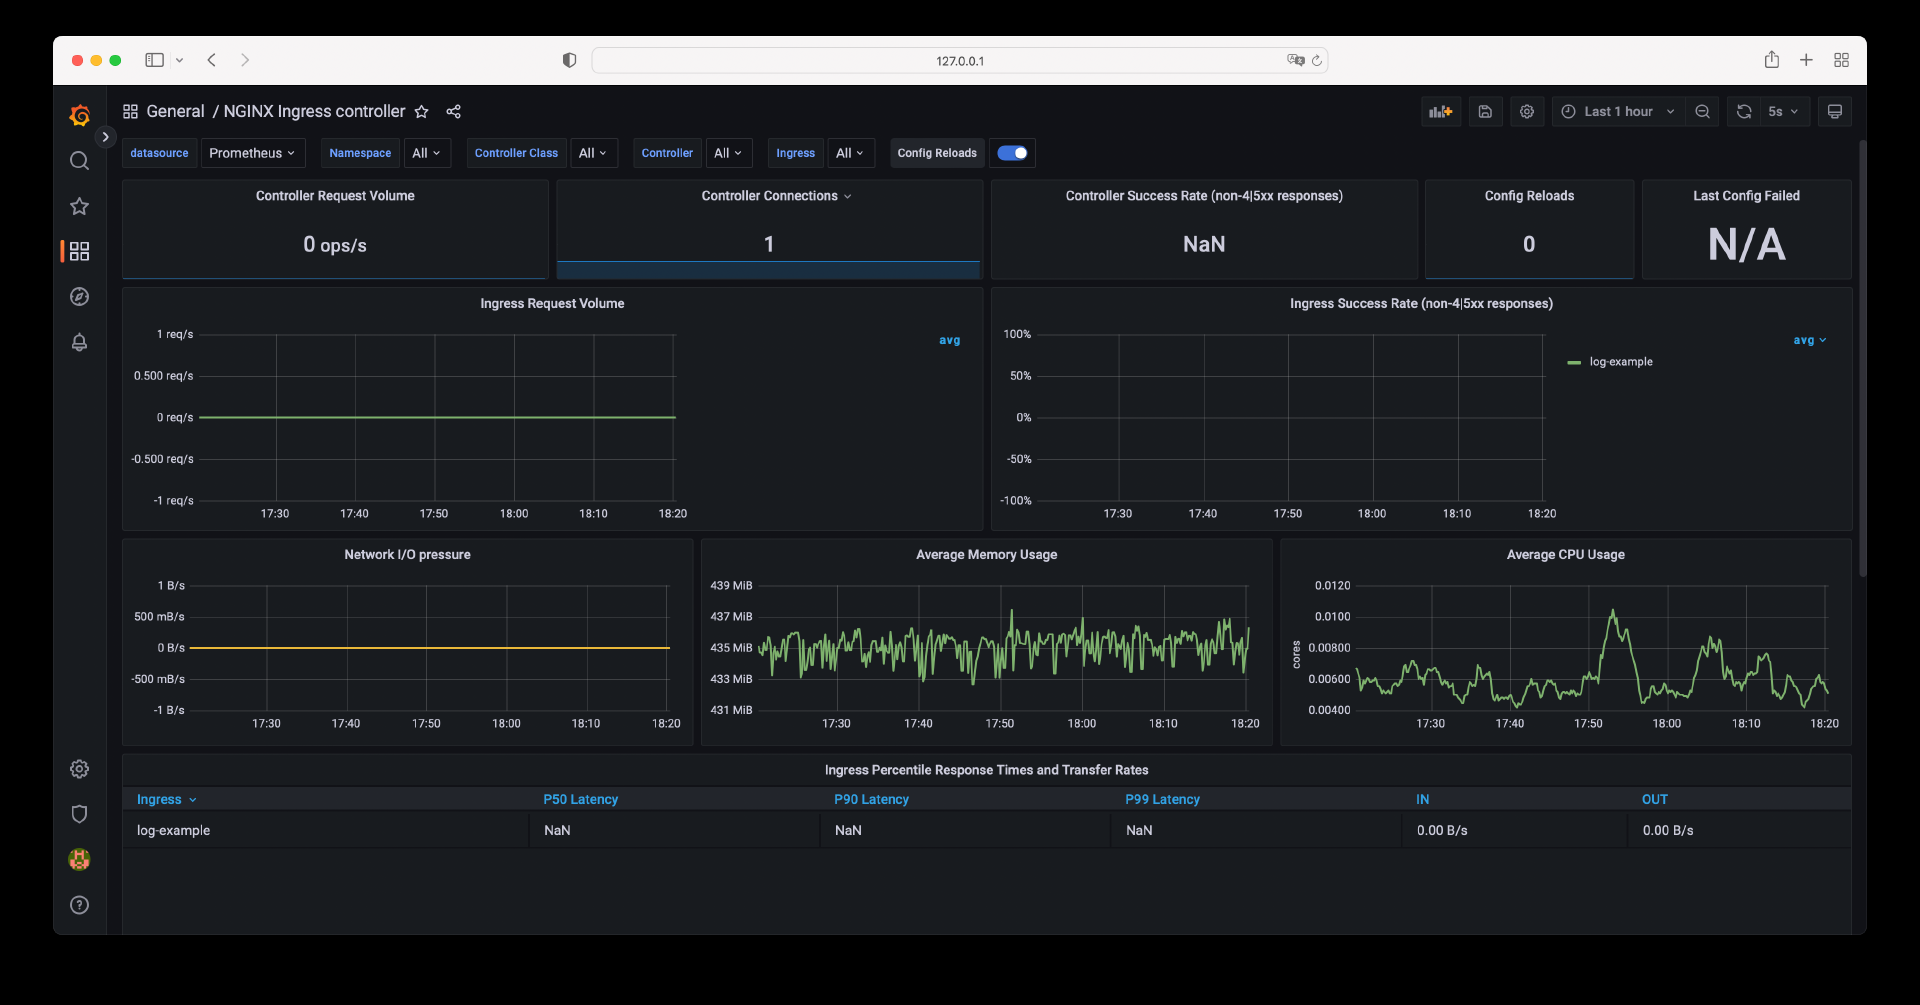 127.0.0.1
General / NGINX Ingress controller
Last 1 hour
5s
datasource Prometheus Namespace All Controller Class All Controller All Ingress All Config Reloads
Controller Request Volume
0 ops/s
Controller Connections
1
Controller Success Rate (non-4|5xx responses)
NaN
Config Reloads
0
Last Config Failed
N/A
Ingress Request Volume
1 req/s
0.500 req/s
0 req/s
-0.500 req/s
-1 req/s
17:30 17:40 17:50 18:00 18:10 18:20
avg
Ingress Success Rate (non-4|5xx responses)
100%
50%
0%
-50%
-100%
17:30 17:40 17:50 18:00 18:10 18:20
avg
log-example
Network I/O pressure
1 B/s
500 mB/s
0 B/s
-500 mB/s
-1 B/s
17:30 17:40 17:50 18:00 18:10 18:20
Average Memory Usage
439 MiB
437 MiB
435 MiB
433 MiB
431 MiB
17:30 17:40 17:50 18:00 18:10 18:20
Average CPU Usage
cores
0.0120
0.0100
0.00800
0.00600
0.00400
17:30 17:40 17:50 18:00 18:10 18:20
Ingress Percentile Response Times and Transfer Rates
Ingress P50 Latency P90 Latency P99 Latency IN OUT
log-example NaN NaN NaN 0.00 B/s 0.00 B/s